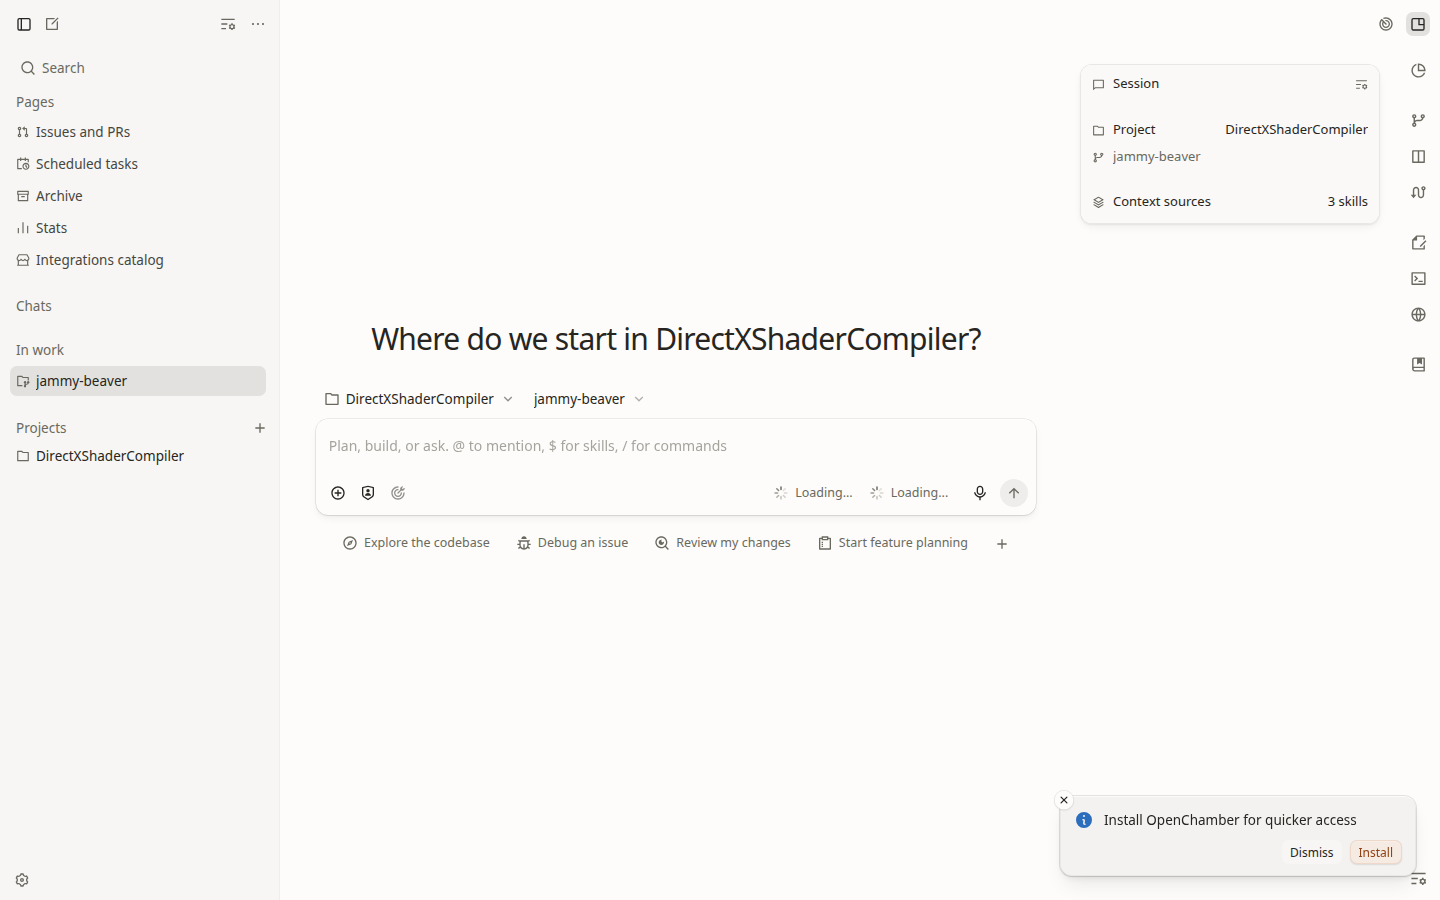 Search
Pages
Issues and PRs
Scheduled tasks
Archive
Stats
Integrations catalog
Chats
In work
jammy-beaver
Projects
DirectXShaderCompiler
Where do we start in DirectXShaderCompiler?
DirectXShaderCompiler jammy-beaver
Plan, build, or ask. @ to mention, $ for skills, / for commands
Loading... Loading...
Explore the codebase Debug an issue Review my changes Start feature planning
Session
Project DirectXShaderCompiler
jammy-beaver
Context sources 3 skills
Install OpenChamber for quicker access
Dismiss Install